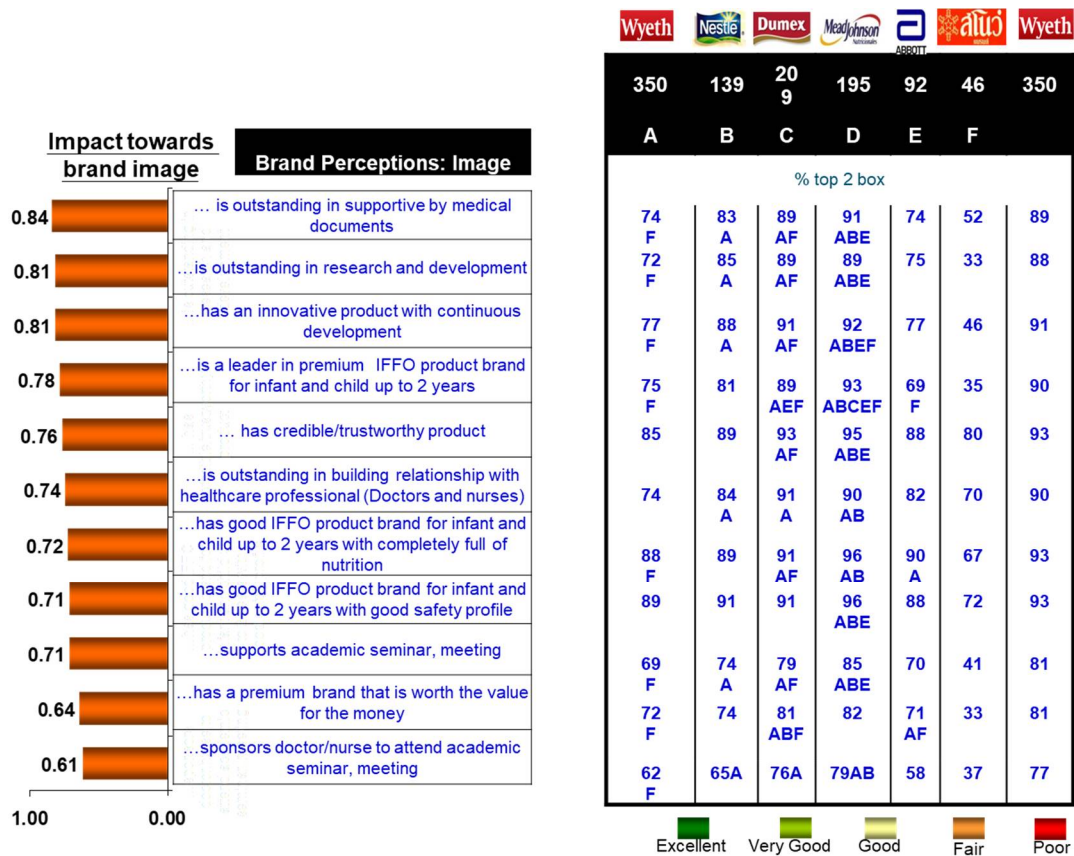 Wyeth Nestlé Dumex MeadJohnson ABBOTT สโนว์ Wyeth
Nutritionals
350 139 20 195 92 46 350
9
A B C D E F
Impact towards
brand image
Brand Perceptions: Image
% top 2 box
0.84
… is outstanding in supportive by medical
documents
74 83 89 91 74 52 89
F A AF ABE
0.81
…is outstanding in research and development
72 85 89 89 75 33 88
F A AF ABE
0.81
…has an innovative product with continuous
development
77 88 91 92 77 46 91
F A AF ABEF
0.78
…is a leader in premium IFFO product brand
for infant and child up to 2 years
75 81 89 93 69 35 90
F AEF ABCEF F
0.76
… has credible/trustworthy product
85 89 93 95 88 80 93
AF ABE
0.74
…is outstanding in building relationship with
healthcare professional (Doctors and nurses)
74 84 91 90 82 70 90
A A AB
0.72
…has good IFFO product brand for infant and
child up to 2 years with completely full of
nutrition
88 89 91 96 90 67 93
F AF AB A
0.71
…has good IFFO product brand for infant and
child up to 2 years with good safety profile
89 91 91 96 88 72 93
ABE
0.71
…supports academic seminar, meeting
69 74 79 85 70 41 81
F A AF ABE
0.64
…has a premium brand that is worth the value
for the money
72 74 81 82 71 33 81
F ABF AF
0.61
…sponsors doctor/nurse to attend academic
seminar, meeting
62 65A 76A 79AB 58 37 77
F
1.00 0.00
Excellent Very Good Good Fair Poor